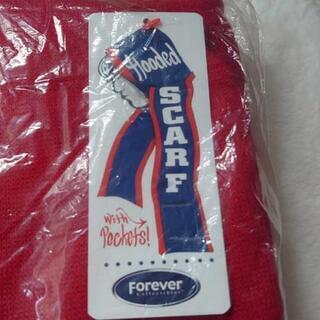 Hooded
SCARF
With
Pockets!
Forever
Collectibles